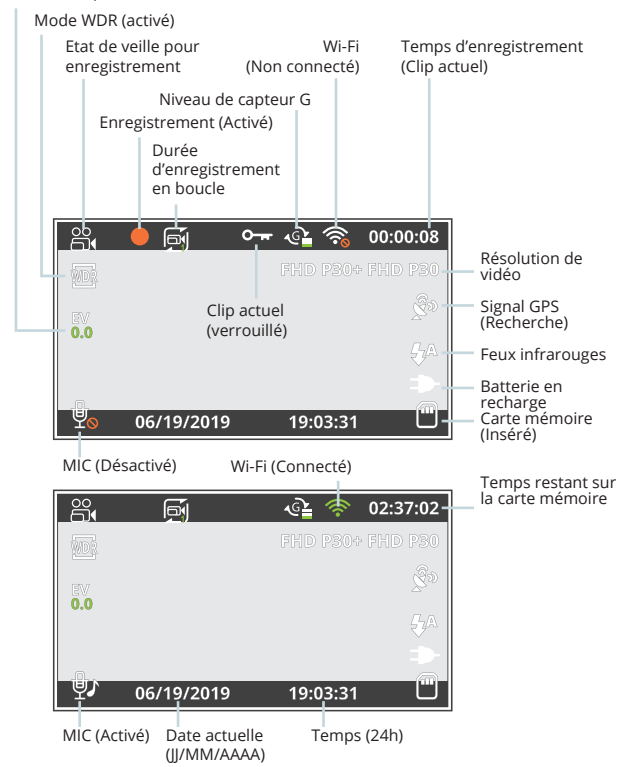 Mode WDR (activé)
Etat de veille pour
enregistrement
Wi-Fi
(Non connecté)
Temps d'enregistrement
(Clip actuel)
Niveau de capteur G
Enregistrement (Activé)
Durée
d'enregistrement
en boucle
G
00:00:08
WDR
FHD P30+ FHD P30
Résolution de
vidéo
Clip actuel
(verrouillé)
Signal GPS
(Recherche)
EV
0.0
A
Feux infrarouges
Batterie en
recharge
Carte mémoire
(Inséré)
06/19/2019
19:03:31
MIC (Désactivé)
Wi-Fi (Connecté)
Temps restant sur
la carte mémoire
G
02:37:02
WDR
FHD P30+ FHD P30
EV
0.0
A
06/19/2019
19:03:31
MIC (Activé)
Date actuelle
(JJ/MM/AAAA)
Temps (24h)